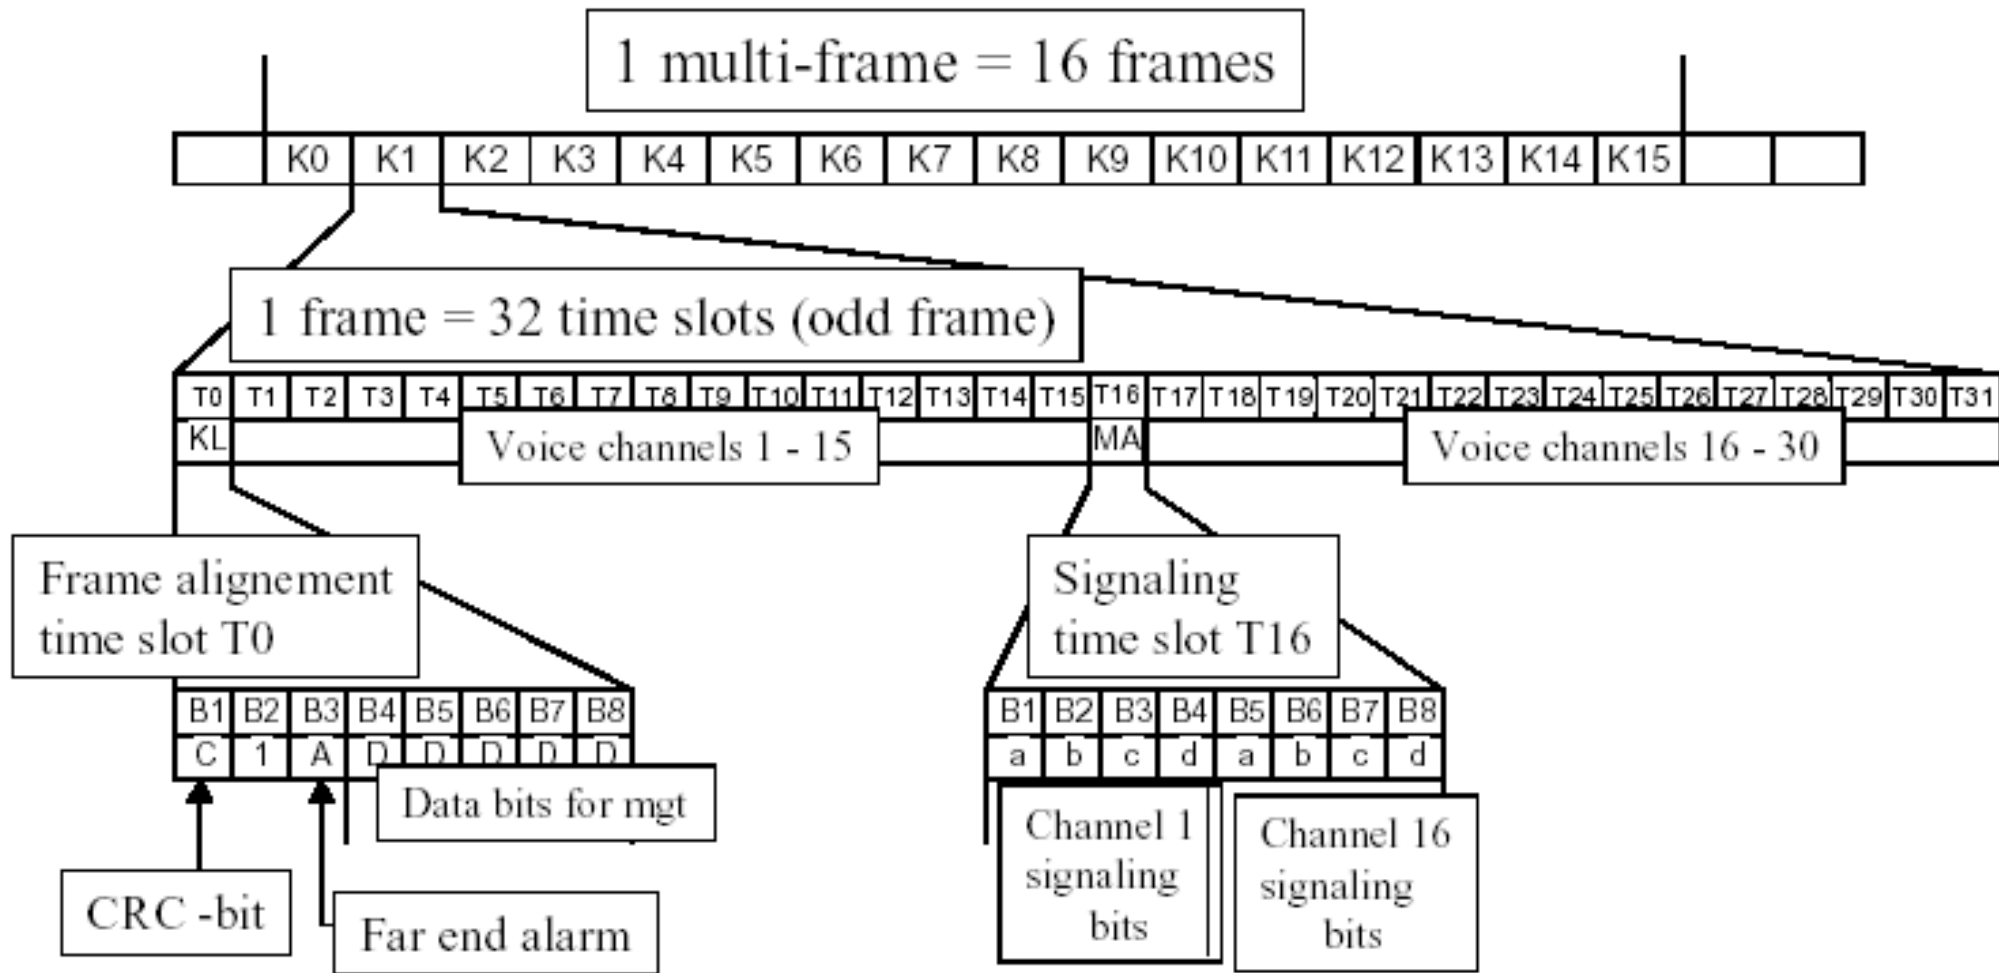 1 multi-frame = 16 frames
K0 K1 K2 K3 K4 K5 K6 K7 K8 K9 K10 K11 K12 K13 K14 K15
1 frame = 32 time slots (odd frame)
T0 T1 T2 T3 T4 T5 T6 T7 T8 T9 T10 T11 T12 T13 T14 T15 T16 T17 T18 T19 T20 T21 T22 T23 T24 T25 T26 T27 T28 T29 T30 T31
KL Voice channels 1 - 15 MA Voice channels 16 - 30
Frame alignement
time slot T0
Signaling
time slot T16
B1 B2 B3 B4 B5 B6 B7 B8
C 1 A D D D D D
Data bits for mgt
CRC -bit
Far end alarm
B1 B2 B3 B4 B5 B6 B7 B8
a b c d a b c d
Channel 1
signaling
bits
Channel 16
signaling
bits